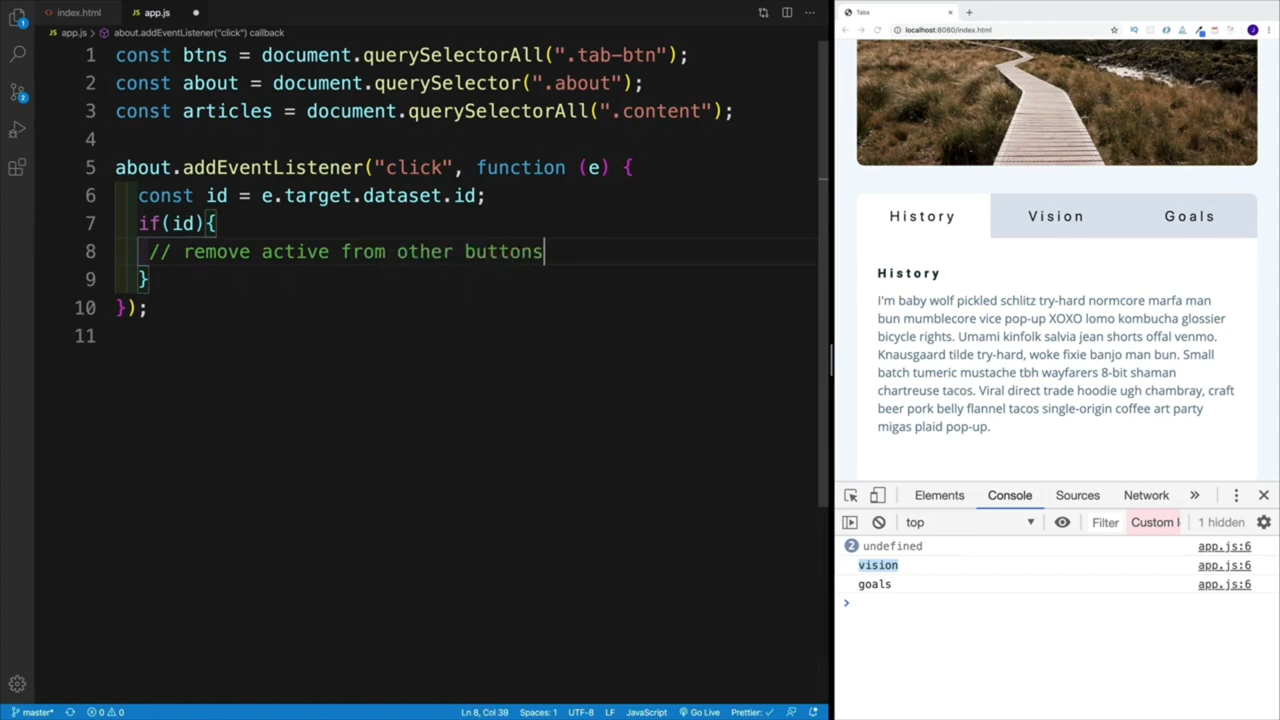 index.html
app.js
app.js > about.addEventListener("click") callback
1 const btns = document.querySelectorAll(".tab-btn");
2 const about = document.querySelector(".about");
3 const articles = document.querySelectorAll(".content");
4
5 about.addEventListener("click", function (e) {
6 const id = e.target.dataset.id;
7 if(id){
8 // remove active from other buttons
9 }
10 });
11
1
2
master*
0 0
Ln 8, Col 39
Spaces: 1
UTF-8
LF
JavaScript
Go Live
Prettier: ✓
Tabs
localhost:8080/index.html
J
History
Vision
Goals
History
I'm baby wolf pickled schlitz try-hard normcore marfa man
bun mumblecore vice pop-up XOXO lomo kombucha glossier
bicycle rights. Umami kinfolk salvia jean shorts offal venmo.
Knausgaard tilde try-hard, woke fixie banjo man bun. Small
batch tumeric mustache tbh wayfarers 8-bit shaman
chartreuse tacos. Viral direct trade hoodie ugh chambray, craft
beer pork belly flannel tacos single-origin coffee art party
migas plaid pop-up.
Elements Console Sources Network »
top Filter Custom l 1 hidden
2 undefined app.js:6
vision app.js:6
goals app.js:6